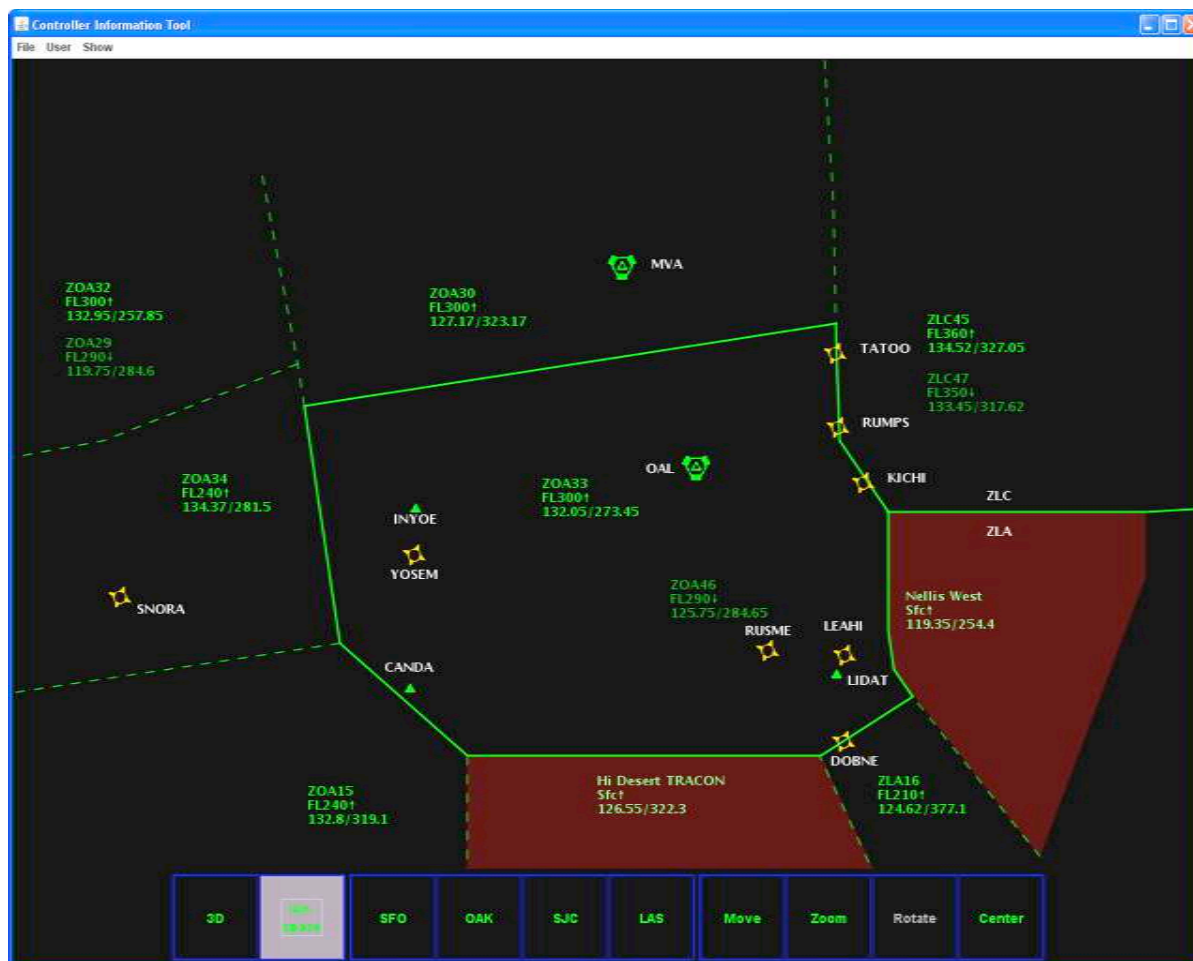 Controller Information Tool
File User Show
MVA
ZOA32
FL300↑
132.95/257.85
ZOA29
FL290↓
119.75/284.6
ZOA30
FL300↑
127.17/323.17
ZLC45
FL360↑
134.52/327.05
TATOO
ZLC47
FL350↓
133.45/317.62
RUMPS
OAL
KICHI
ZOA34
FL240↑
134.37/281.5
ZOA33
FL300↑
132.05/273.45
ZLC
INYOE
ZLA
YOSEM
ZOA46
FL290↓
125.75/284.65
Nellis West
Sfc↑
119.35/254.4
SNORA
RUSME
LEAHI
CANDA
LIDAT
DOBNE
Hi Desert TRACON
Sfc↑
126.55/322.3
ZOA15
FL240↑
132.8/319.1
ZLA16
FL210↑
124.62/377.1
3D
SFO
OAK
SJC
LAS
Move
Zoom
Rotate
Center